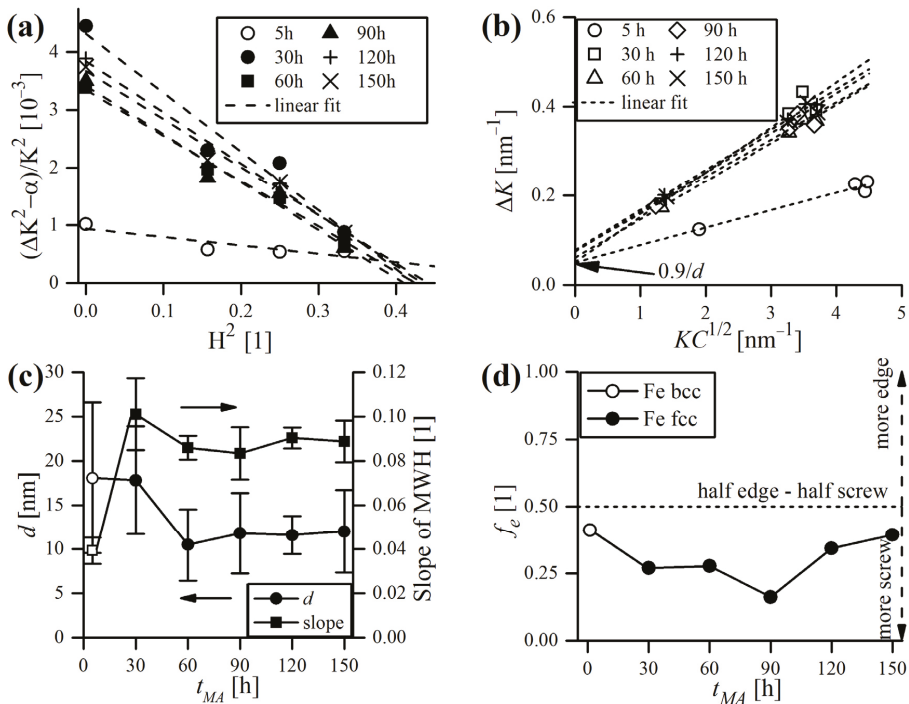 (a)
5h
90h
30h
120h
60h
150h
linear fit
(ΔK²−α)/K² [10⁻³]
4
3
2
1
0
0.0
0.1
0.2
0.3
0.4
H² [1]
(b)
5 h
90 h
30 h
120 h
60 h
150 h
linear fit
ΔK [nm⁻¹]
0.6
0.4
0.2
0.0
0.9/d
0
1
2
3
4
5
KC¹ᐟ² [nm⁻¹]
(c)
d [nm]
30
25
20
15
10
5
0
0.12
0.10
0.08
0.06
0.04
0.02
0.00
Slope of MWH [1]
d
slope
0
30
60
90
120
150
t_MA [h]
(d)
Fe bcc
Fe fcc
f_e [1]
1.00
0.75
0.50
0.25
0.00
half edge - half screw
more edge
more screw
0
30
60
90
120
150
t_MA [h]